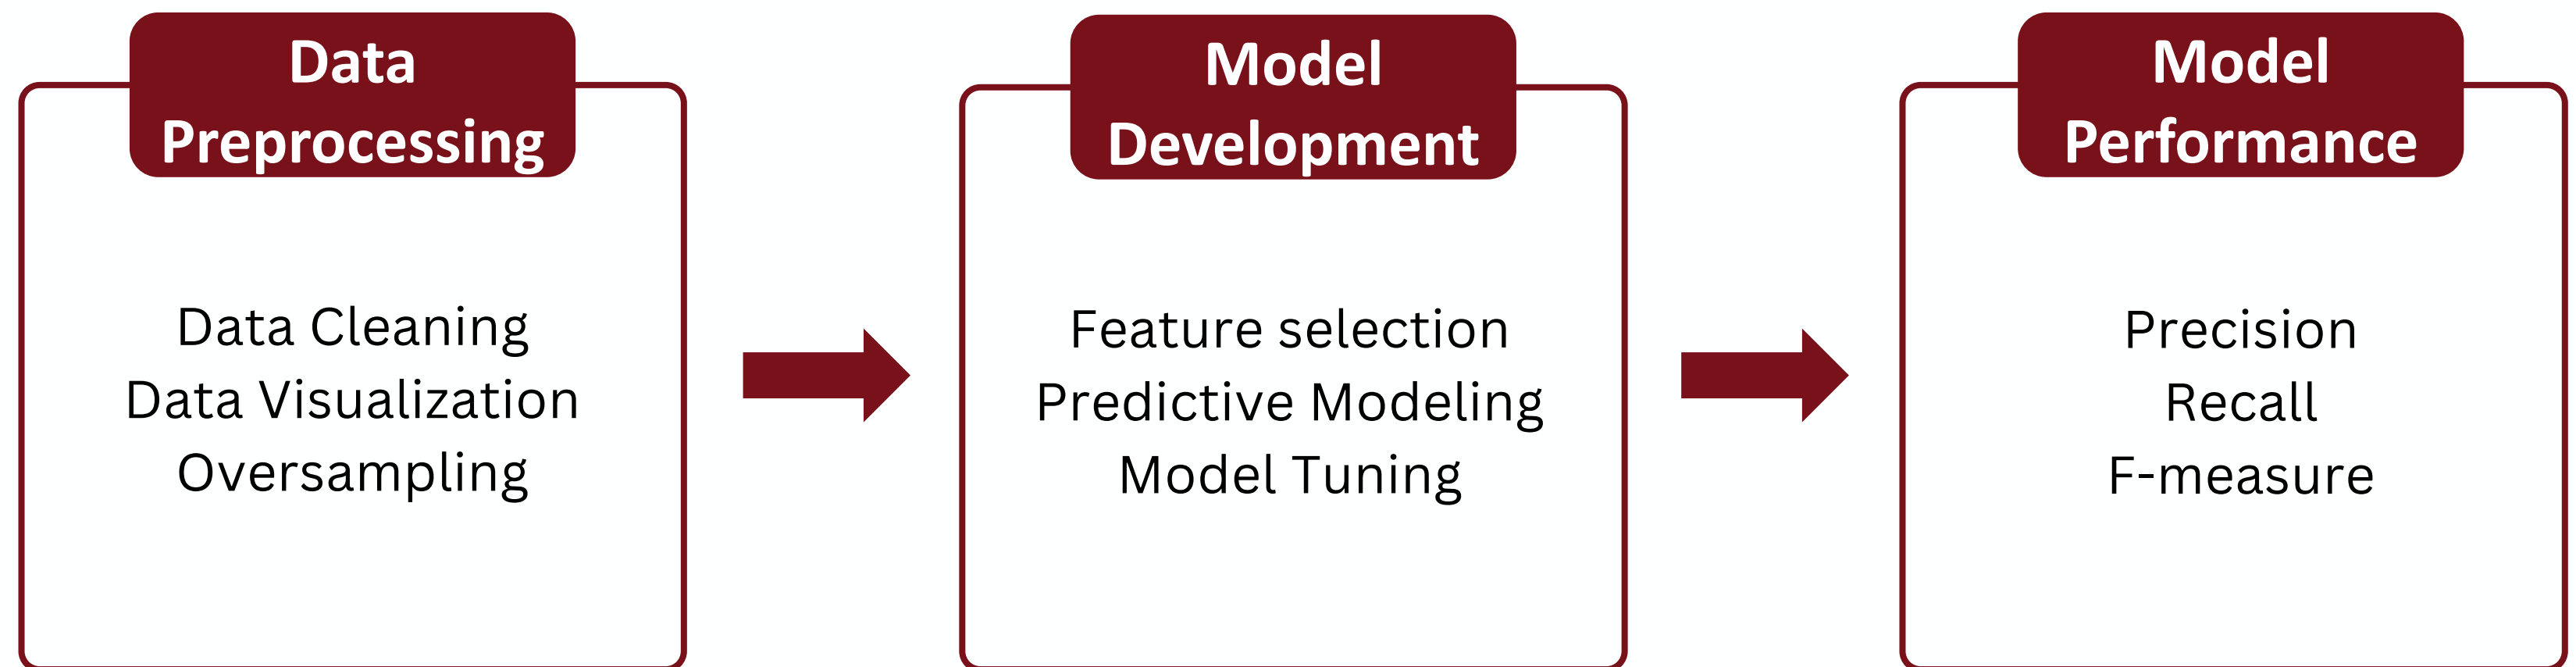 Data
Preprocessing
Data Cleaning
Data Visualization
Oversampling
Model
Development
Feature selection
Predictive Modeling
Model Tuning
Model
Performance
Precision
Recall
F-measure